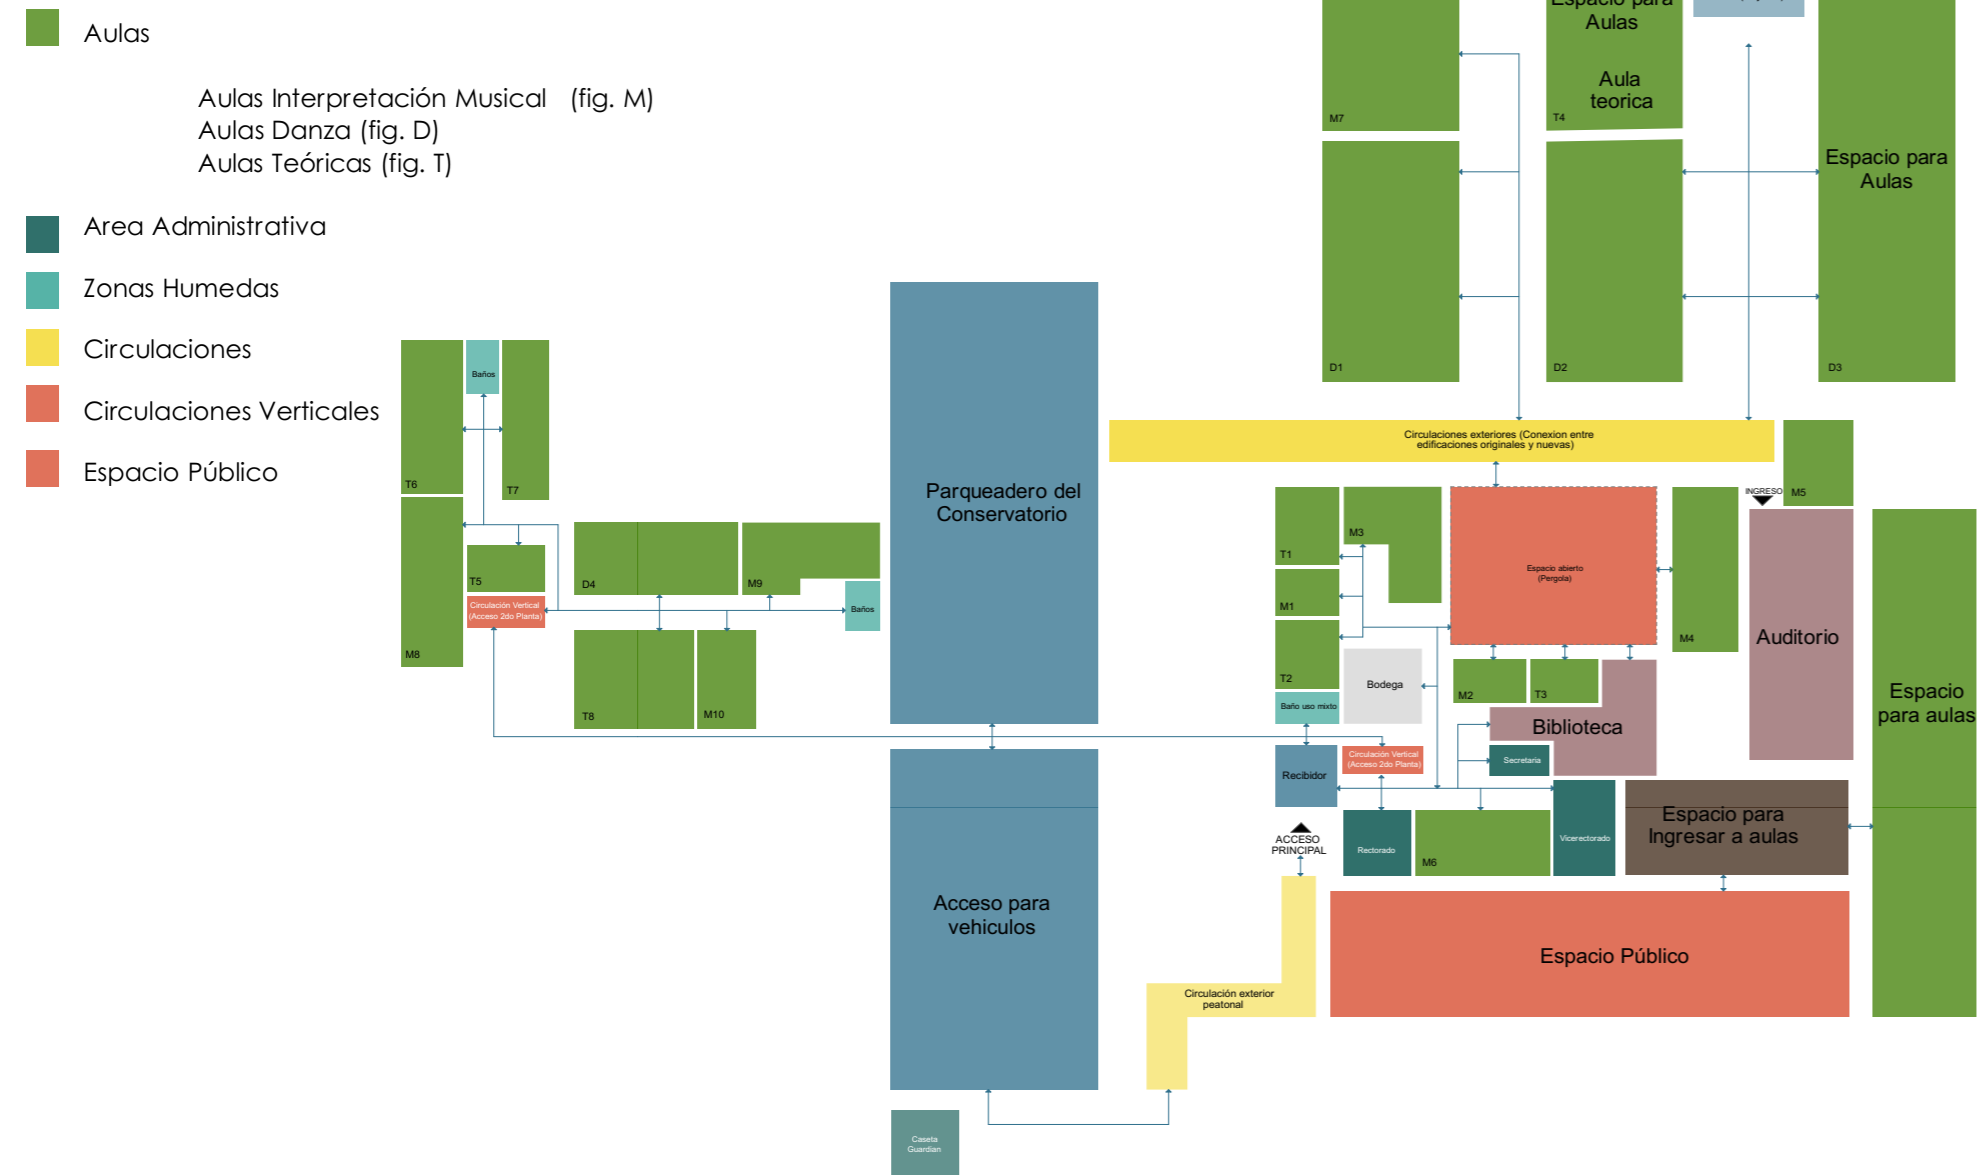 Aulas
Aulas Interpretación Musical (fig. M)
Aulas Danza (fig. D)
Aulas Teóricas (fig. T)
Area Administrativa
Zonas Humedas
Circulaciones
Circulaciones Verticales
Espacio Público
Espacio para
Aulas
Aula
teorica
M7
T4
Espacio para
Aulas
D1
D2
D3
Circulaciones exteriores (Conexion entre
edificaciones originales y nuevas)
Parqueadero del
Conservatorio
Baños
T6
T7
T5
Circulación Vertical
(Acceso 2do Planta)
M8
D4
M9
Baños
T8
M10
T1
M3
M1
T2
Baño uso mixto
Bodega
Espacio abierto
(Pergola)
M4
INGRESO
M5
Auditorio
M2
T3
Biblioteca
Secretaria
Espacio
para aulas
Recibidor
Circulación Vertical
(Acceso 2do Planta)
ACCESO
PRINCIPAL
Rectorado
M6
Vicerectorado
Espacio para
Ingresar a aulas
Espacio Público
Acceso para
vehiculos
Circulación exterior
peatonal
Caseta
Guardian